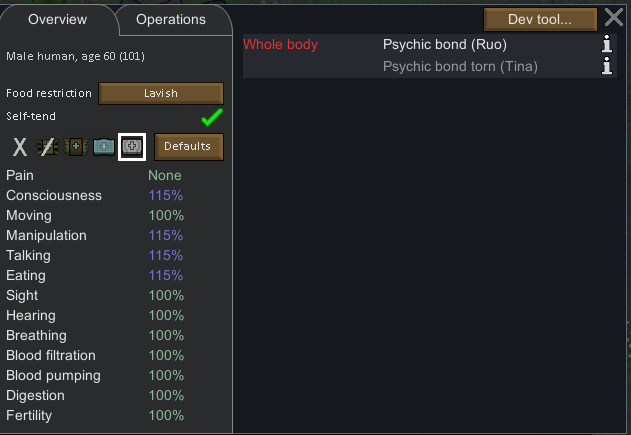 Overview Operations
Dev tool...
Male human, age 60 (101)
Food restriction Lavish
Self-tend
Defaults
Pain None
Consciousness 115%
Moving 100%
Manipulation 115%
Talking 115%
Eating 115%
Sight 100%
Hearing 100%
Breathing 100%
Blood filtration 100%
Blood pumping 100%
Digestion 100%
Fertility 100%
Whole body Psychic bond (Ruo)
Psychic bond torn (Tina)